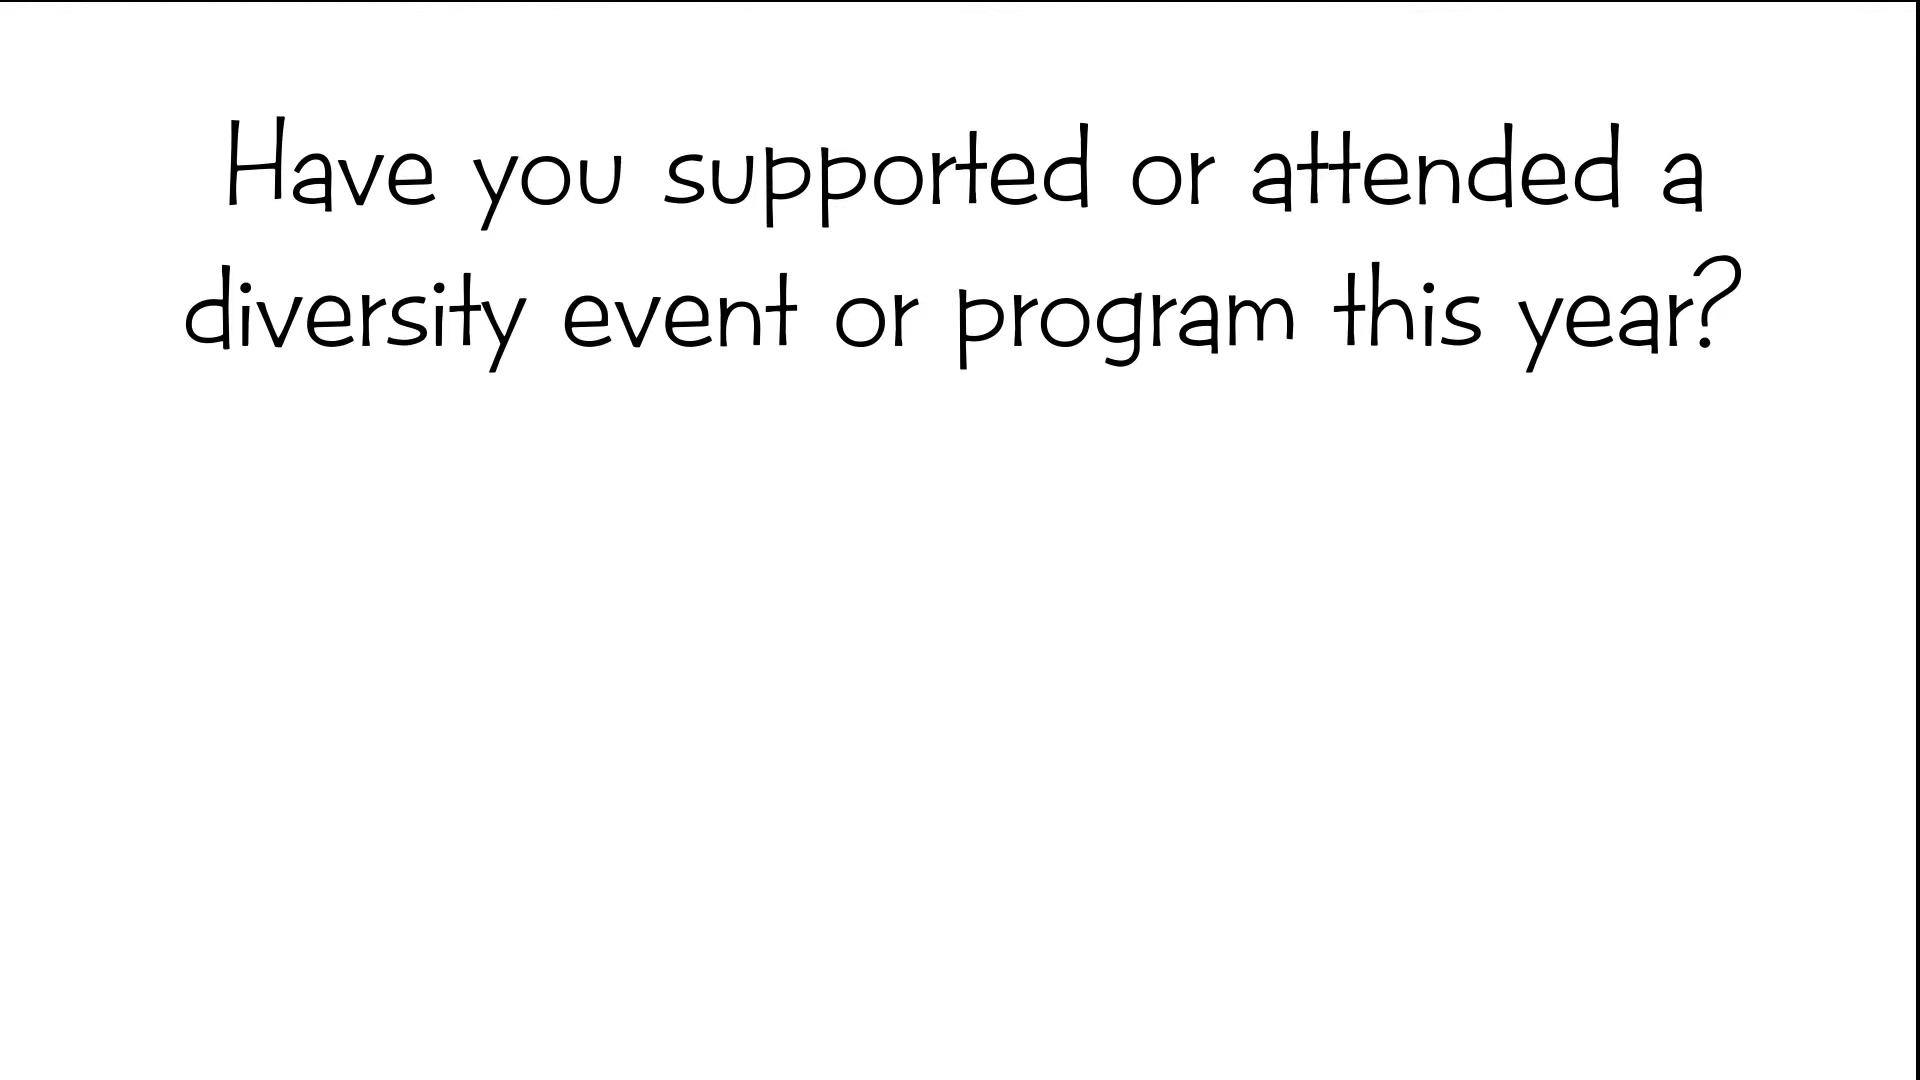 Have you supported or attended a
diversity event or program this year?